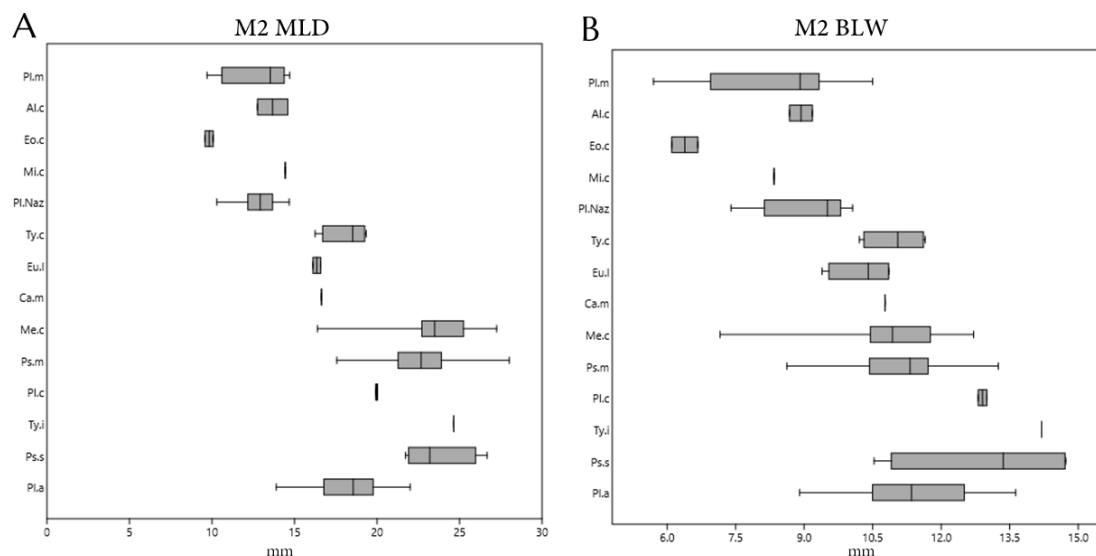 A
M2 MLD
Pl.m
Al.c
Eo.c
Mi.c
Pl.Naz
Ty.c
Eu.l
Ca.m
Me.c
Ps.m
Pl.c
Ty.i
Ps.s
Pl.a
0 5 10 15 20 25 30
mm
B
M2 BLW
Pl.m
Al.c
Eo.c
Mi.c
Pl.Naz
Ty.c
Eu.l
Ca.m
Me.c
Ps.m
Pl.c
Ty.i
Ps.s
Pl.a
6.0 7.5 9.0 10.5 12.0 13.5 15.0
mm